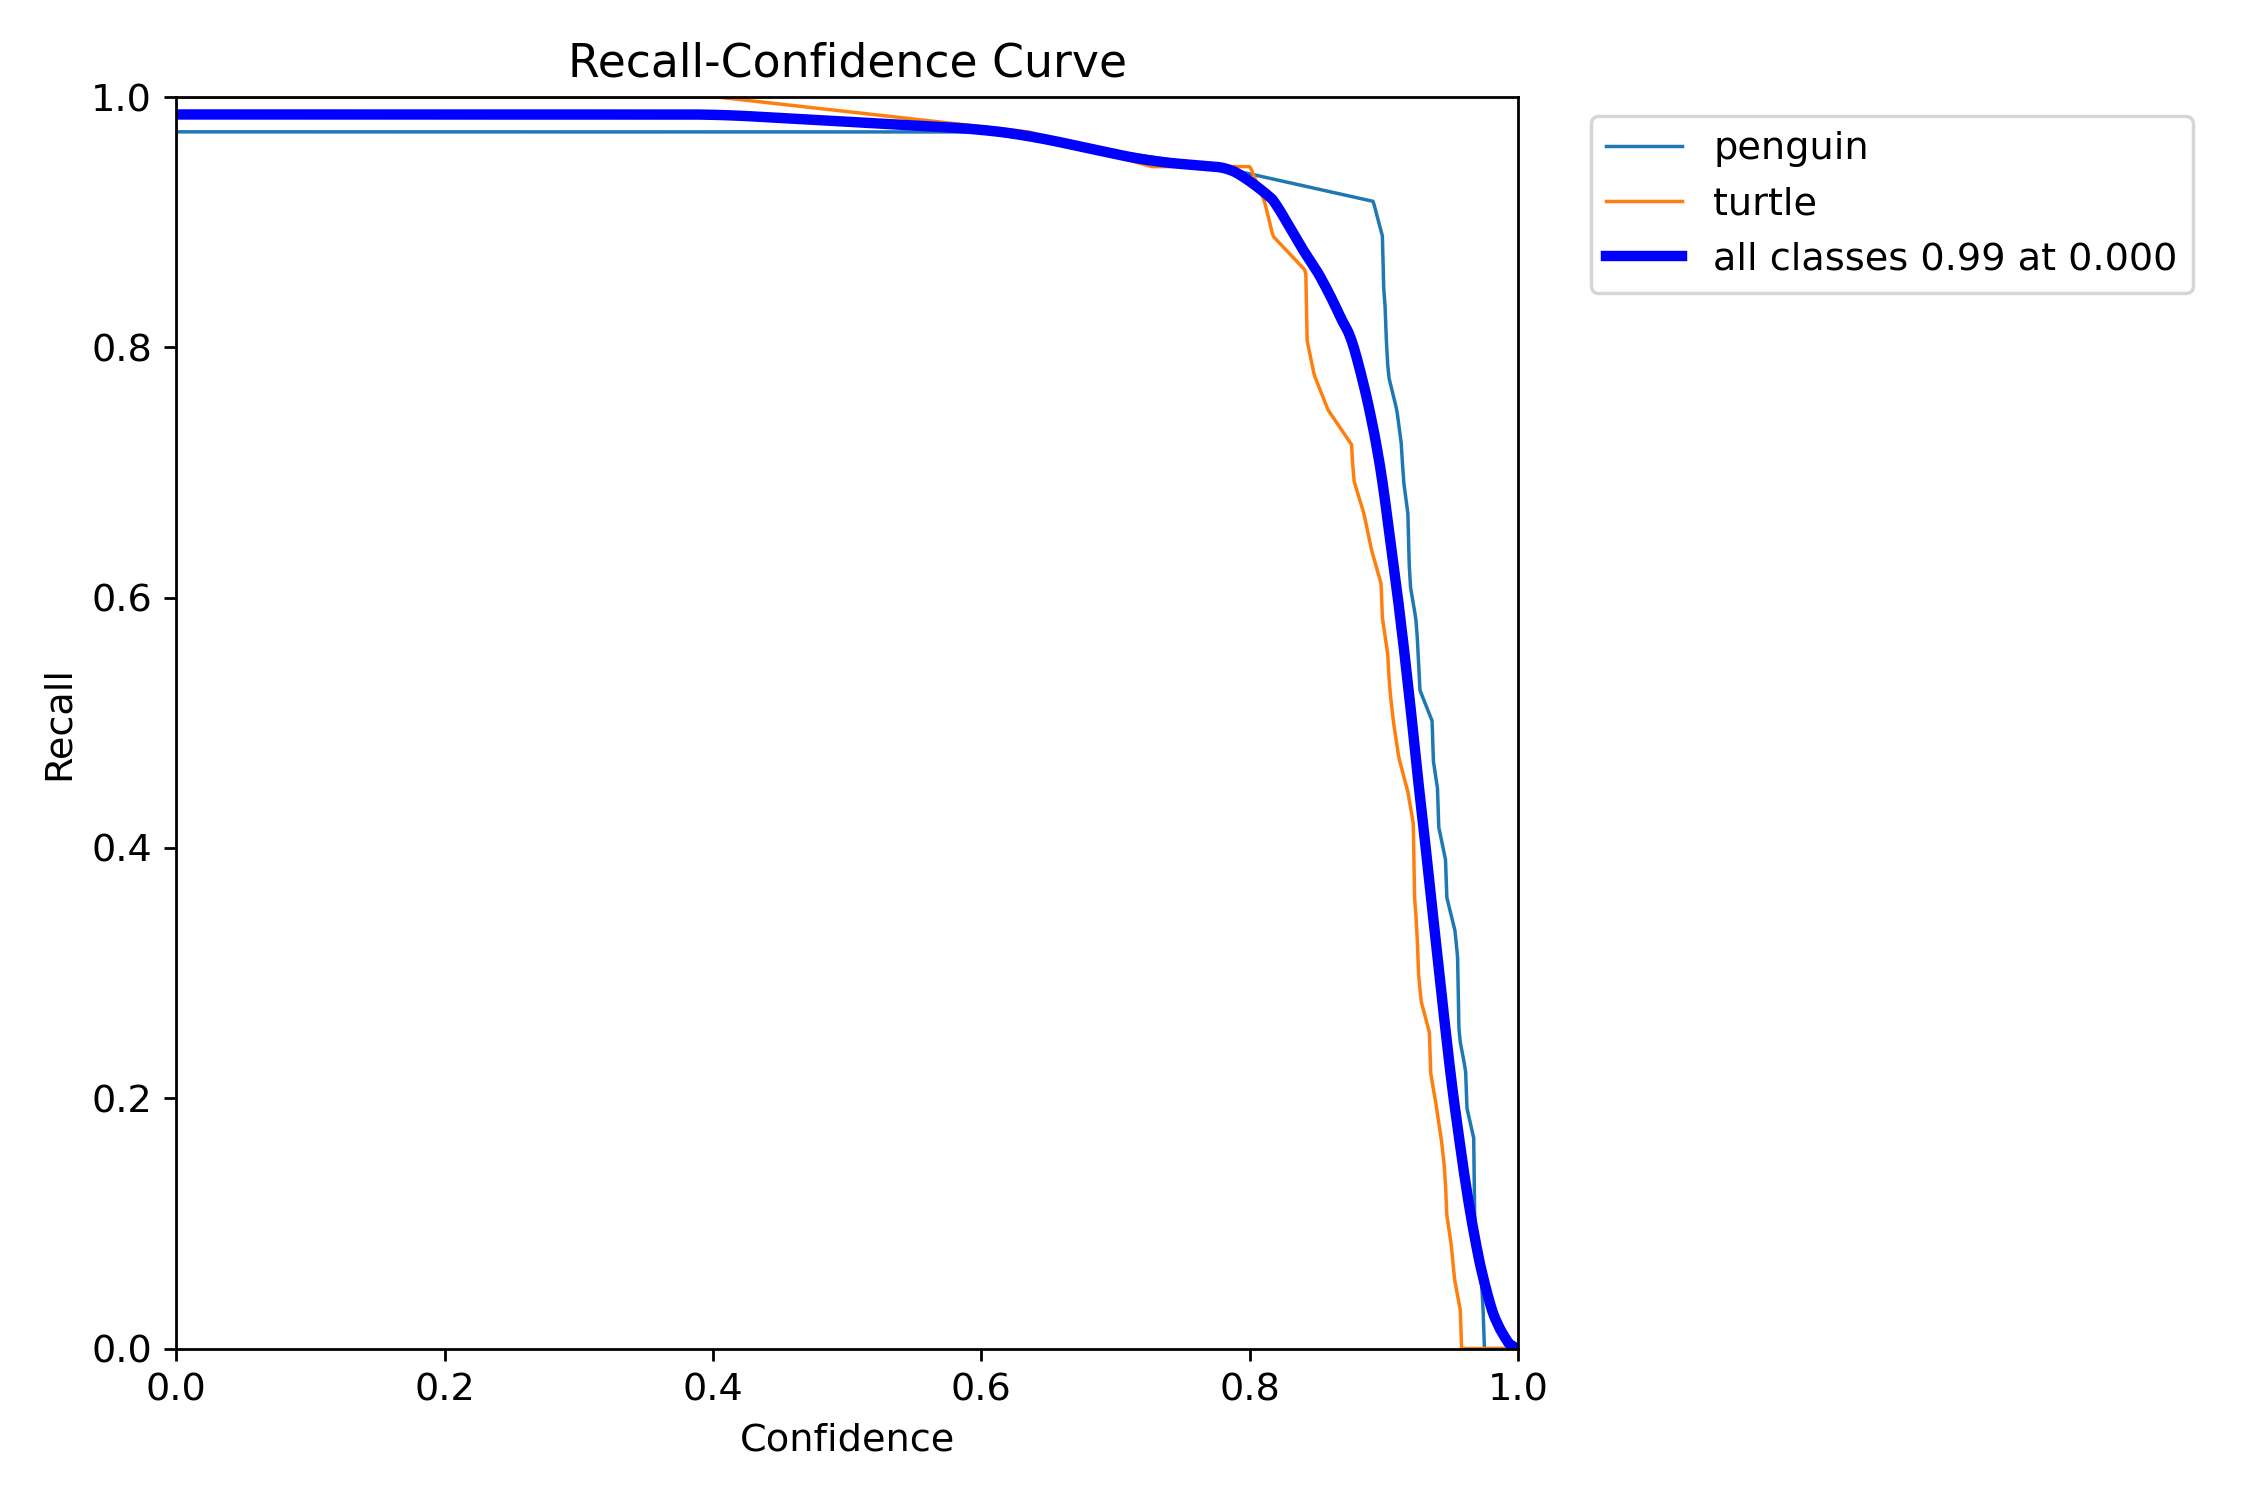 Recall-Confidence Curve
1.0
0.8
0.6
0.4
0.2
0.0
Recall
0.0 0.2 0.4 0.6 0.8 1.0
Confidence
penguin
turtle
all classes 0.99 at 0.000